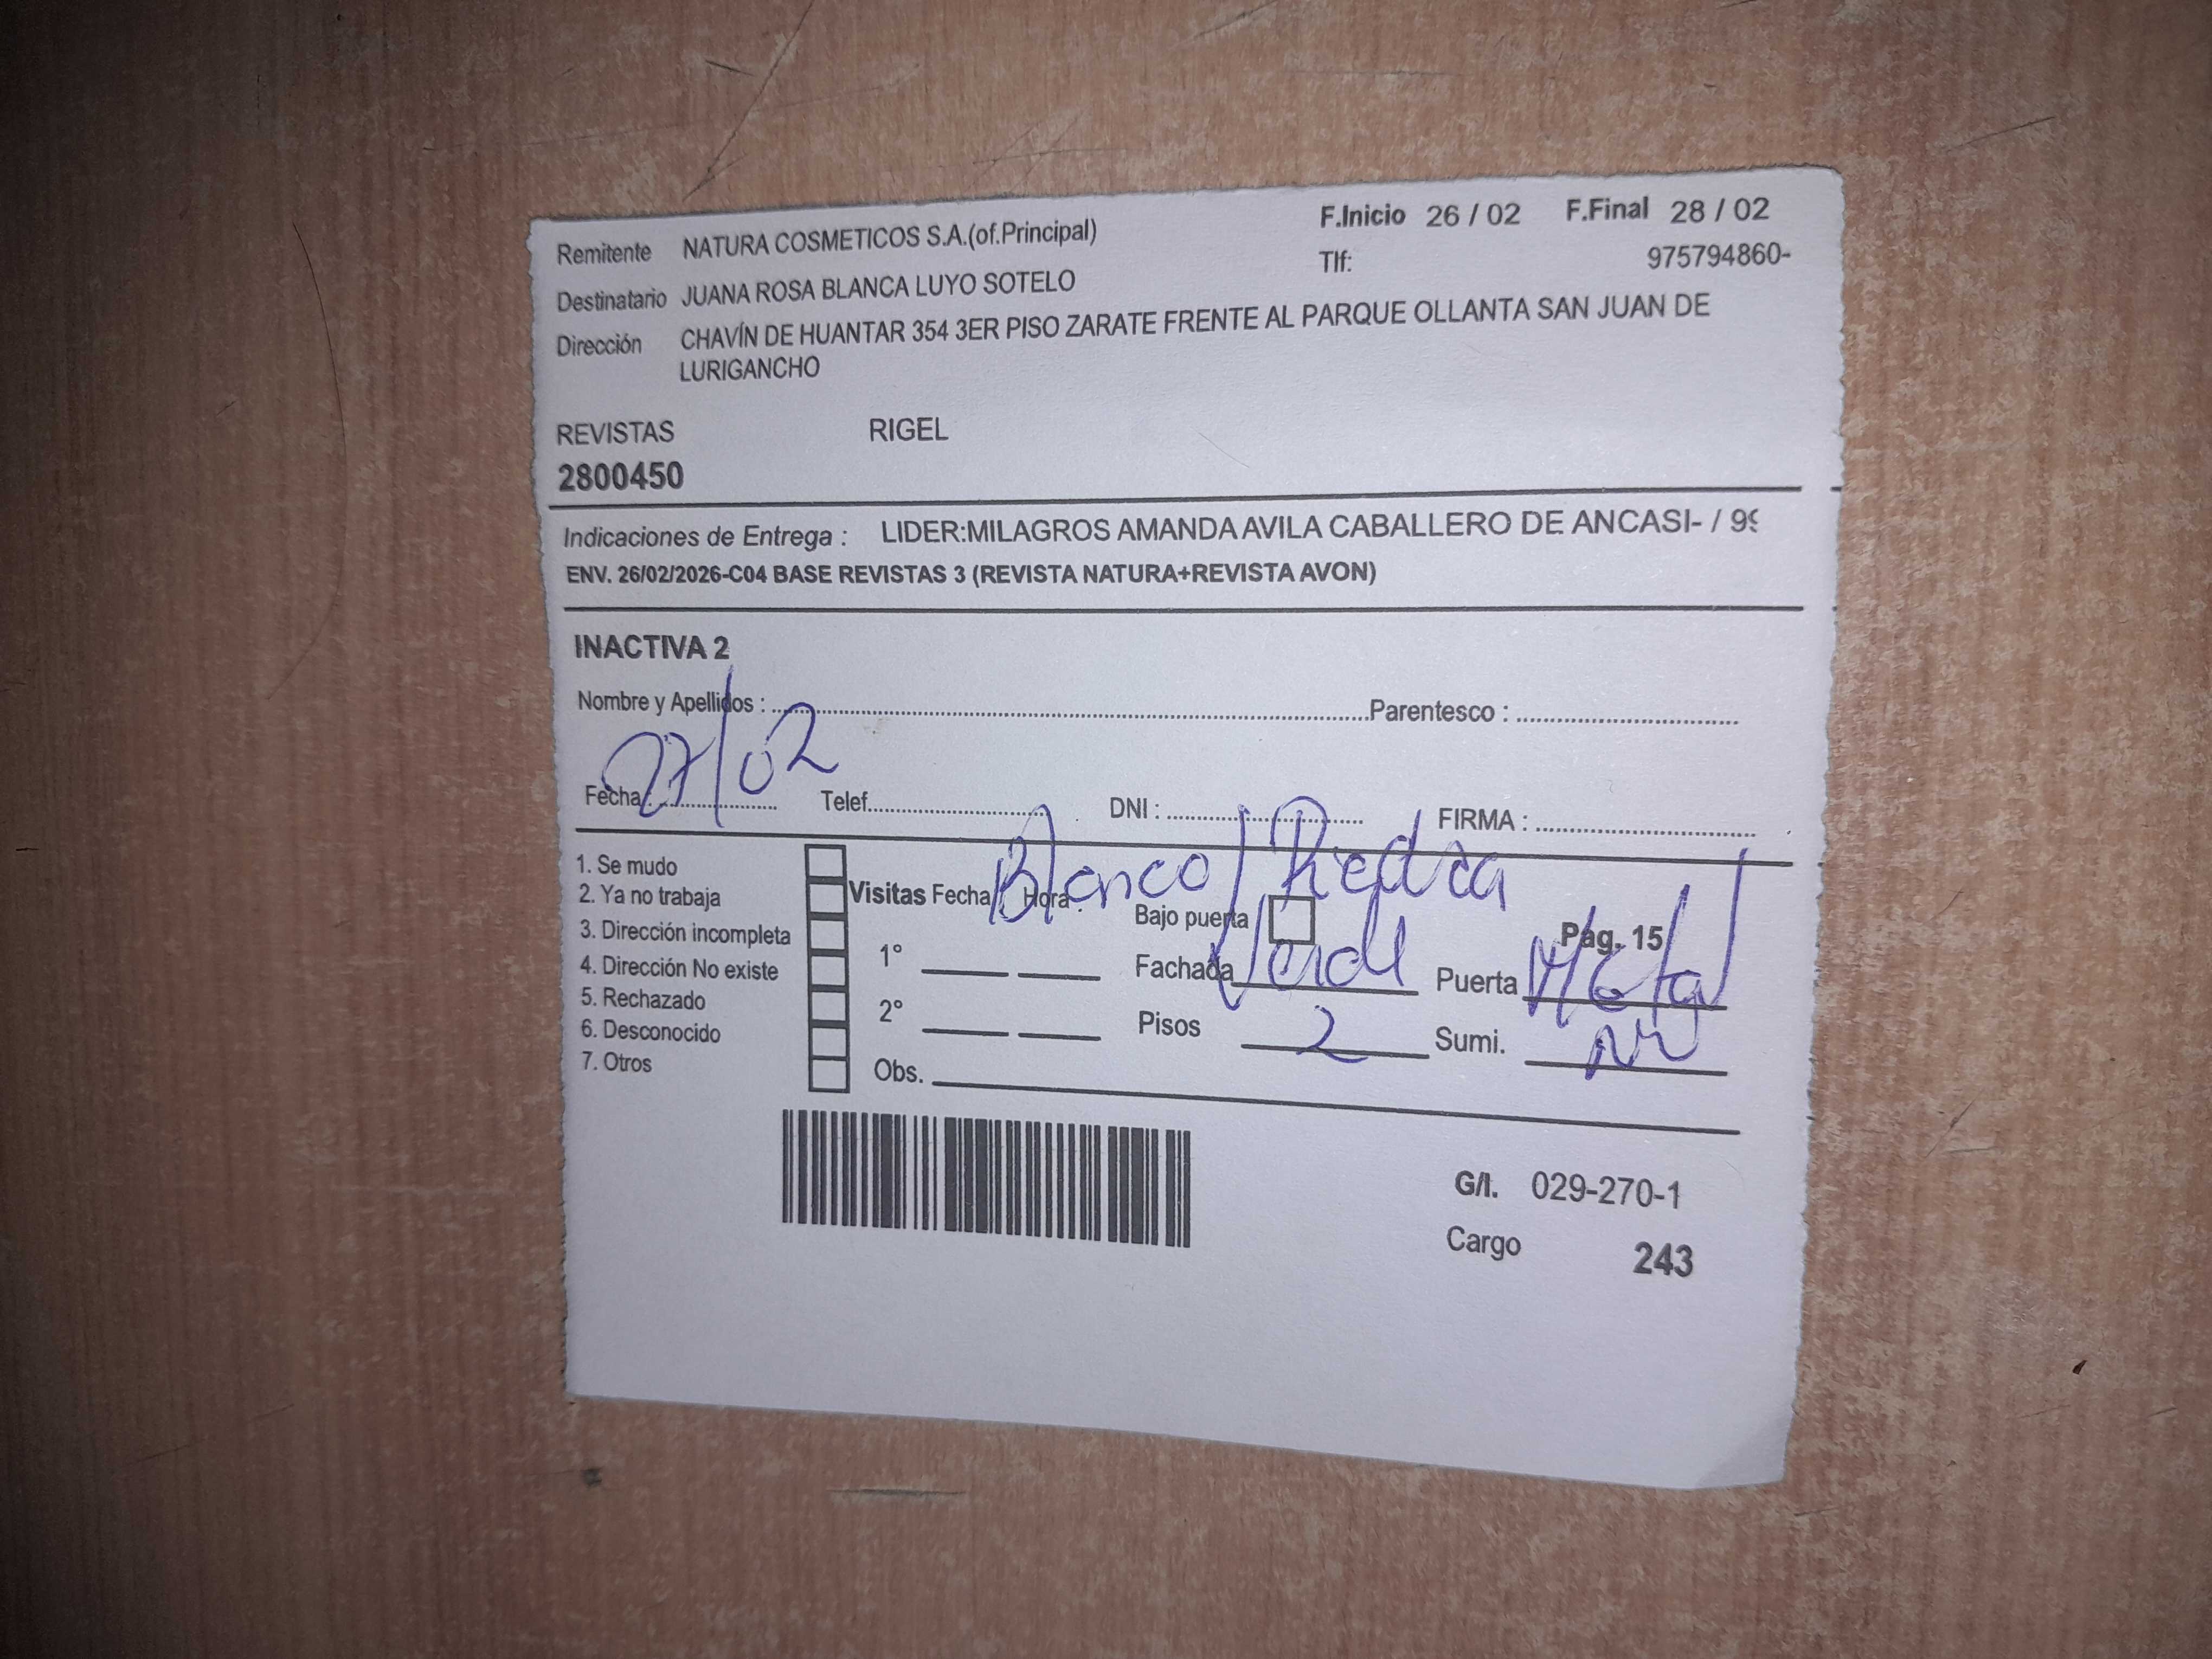 F.Inicio 26 / 02 F.Final 28 / 02
Remitente NATURA COSMETICOS S.A.(of.Principal)
Tlf: 975794860-
Destinatario JUANA ROSA BLANCA LUYO SOTELO
Dirección CHAVÍN DE HUANTAR 354 3ER PISO ZARATE FRENTE AL PARQUE OLLANTA SAN JUAN DE
LURIGANCHO
REVISTAS RIGEL
2800450
Indicaciones de Entrega : LIDER:MILAGROS AMANDA AVILA CABALLERO DE ANCASI- / 99
ENV. 26/02/2026-C04 BASE REVISTAS 3 (REVISTA NATURA+REVISTA AVON)
INACTIVA 2
Nombre y Apellidos : Parentesco :
27/02
Fecha: Telef. DNI : FIRMA :
Blanco/Piedra
1. Se mudo
2. Ya no trabaja
3. Dirección incompleta
4. Dirección No existe
5. Rechazado
6. Desconocido
7. Otros
Visitas Fecha Hora :
1°
2°
Obs.
Bajo puerta Pag. 15
Fachada Verde Puerta Metal
Pisos 2 Sumi.
G/I. 029-270-1
Cargo 243